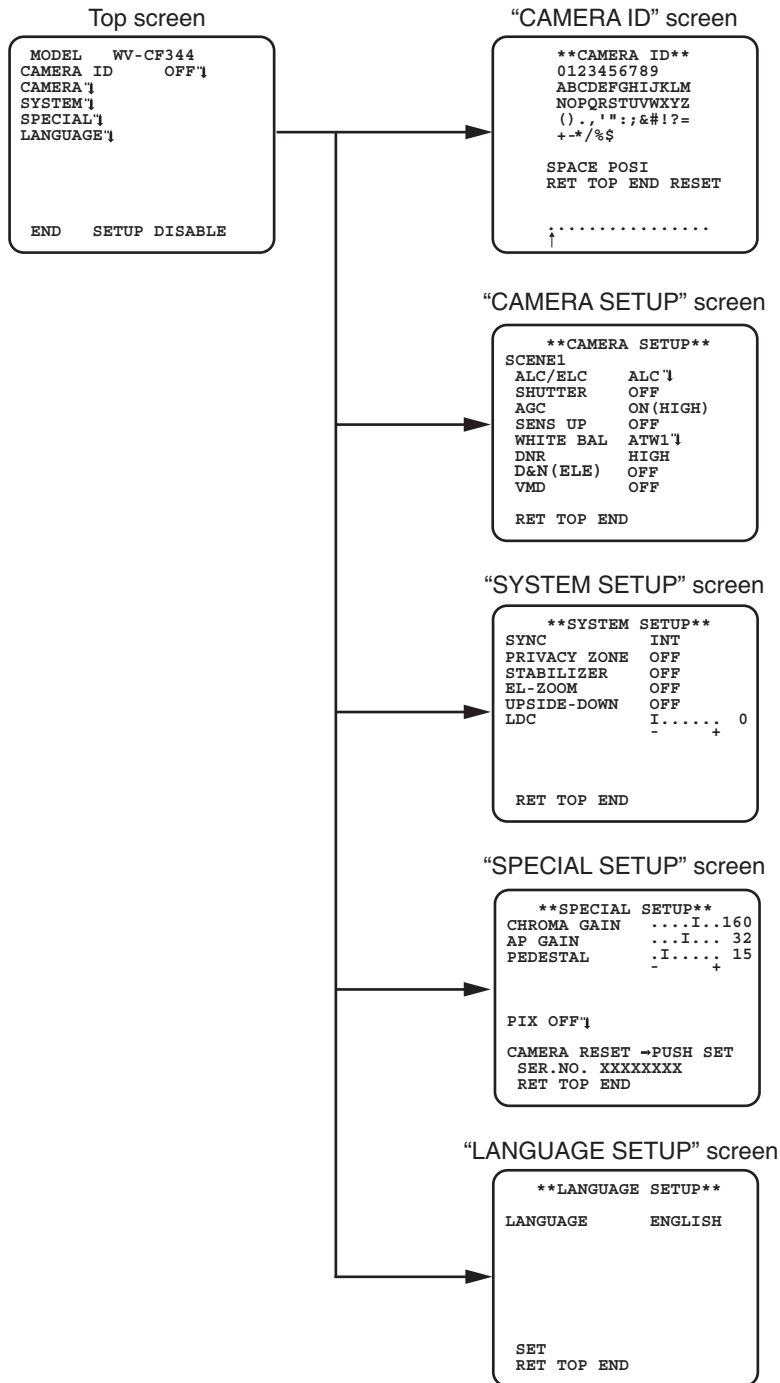 Top screen
MODEL WV-CF344
CAMERA ID OFF
CAMERA
SYSTEM
SPECIAL
LANGUAGE
END SETUP DISABLE
“CAMERA ID” screen
**CAMERA ID**
0123456789
ABCDEFGHIJKLM
NOPQRSTUVWXYZ
().,'":;&#!?=
+-*/%$
SPACE POSI
RET TOP END RESET
................
↑
“CAMERA SETUP” screen
**CAMERA SETUP**
SCENE1
ALC/ELC ALC
SHUTTER OFF
AGC ON(HIGH)
SENS UP OFF
WHITE BAL ATW1
DNR HIGH
D&N(ELE) OFF
VMD OFF
RET TOP END
“SYSTEM SETUP” screen
**SYSTEM SETUP**
SYNC INT
PRIVACY ZONE OFF
STABILIZER OFF
EL-ZOOM OFF
UPSIDE-DOWN OFF
LDC I...... 0
- +
RET TOP END
“SPECIAL SETUP” screen
**SPECIAL SETUP**
CHROMA GAIN ....I..160
AP GAIN ...I... 32
PEDESTAL .I..... 15
- +
PIX OFF
CAMERA RESET →PUSH SET
SER.NO. XXXXXXXX
RET TOP END
“LANGUAGE SETUP” screen
**LANGUAGE SETUP**
LANGUAGE ENGLISH
SET
RET TOP END